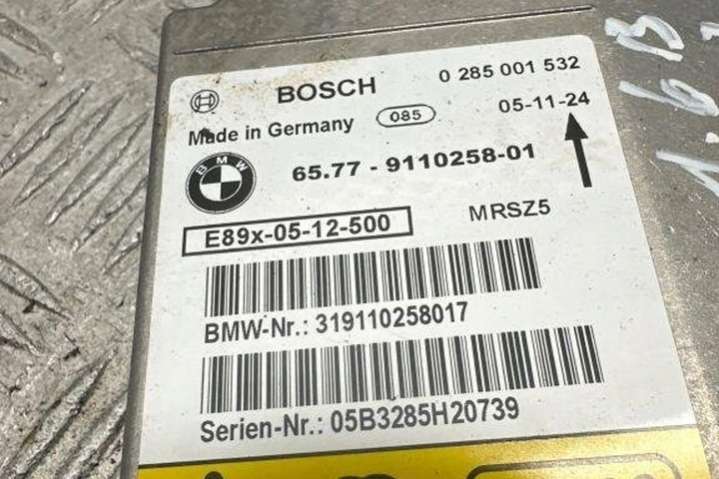 BOSCH 0 285 001 532
Made in Germany 085 05-11-24
BMW 65.77 - 9110258-01
E89x-05-12-500 MRSZ5
BMW-Nr.: 319110258017
Serien-Nr.: 05B3285H20739